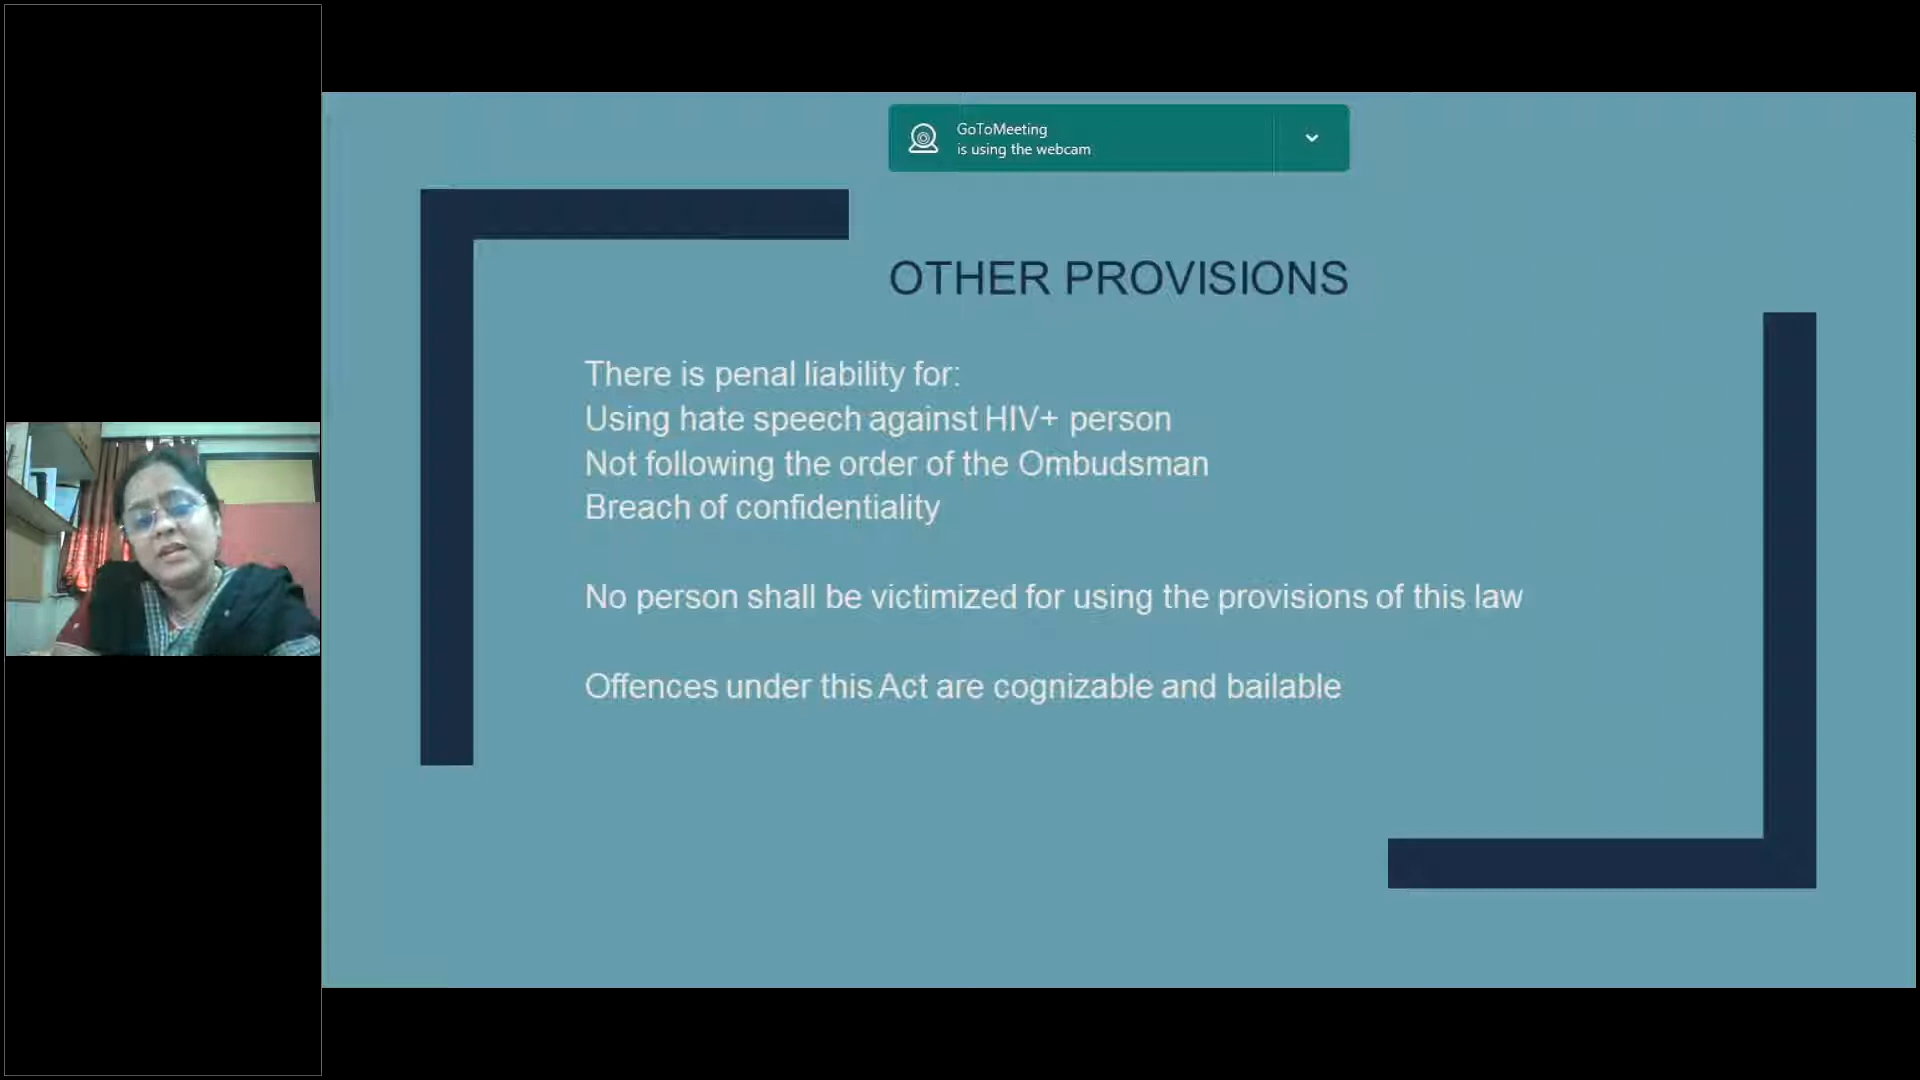 GoToMeeting
is using the webcam
OTHER PROVISIONS
There is penal liability for:
Using hate speech against HIV+ person
Not following the order of the Ombudsman
Breach of confidentiality
No person shall be victimized for using the provisions of this law
Offences under this Act are cognizable and bailable